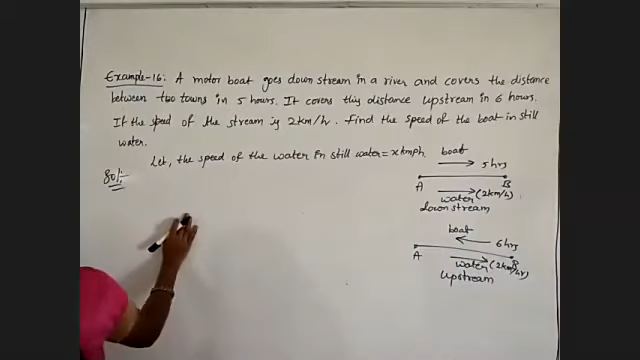 Example-16: A motor boat goes down stream in a river and covers the distance
between two towns in 5 hours. It covers this distance upstream in 6 hours.
If the speed of the stream is 2km/h. Find the speed of the boat in still
water.
Sol:- Let, the speed of the water in still water = x kmph.
boat
5 hrs
A B
water (2km/h)
down stream
boat
6 hrs
A B
water (2km/hr)
Upstream